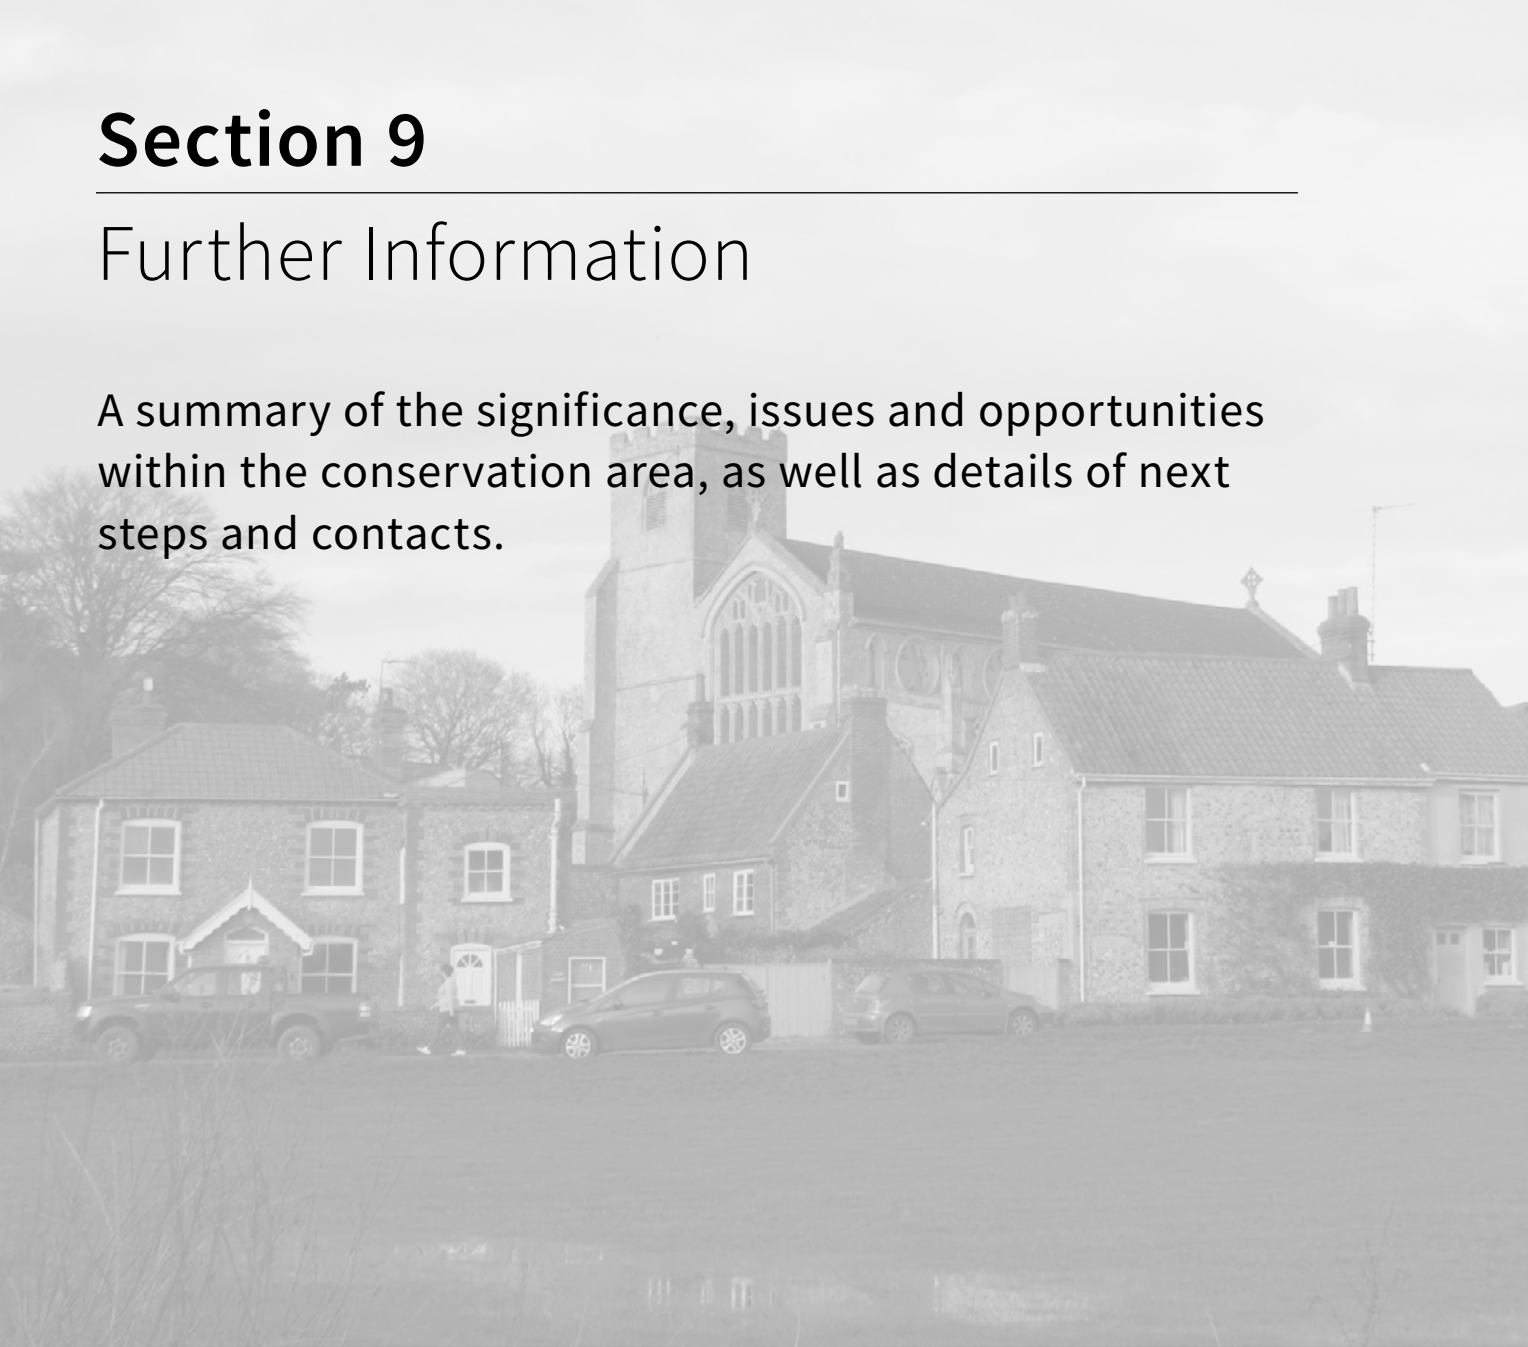 Section 9
Further Information
A summary of the significance, issues and opportunities
within the conservation area, as well as details of next
steps and contacts.